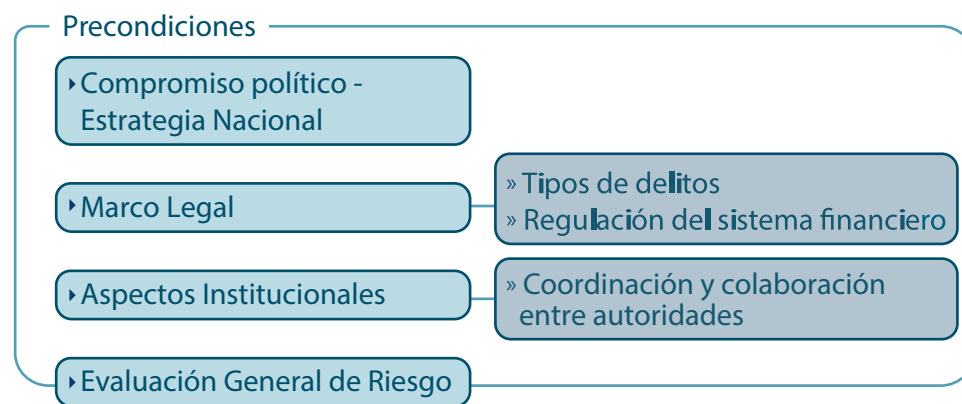 Precondiciones
‣Compromiso político -
Estrategia Nacional
‣Marco Legal
» Tipos de delitos
» Regulación del sistema financiero
‣Aspectos Institucionales
» Coordinación y colaboración
entre autoridades
‣Evaluación General de Riesgo